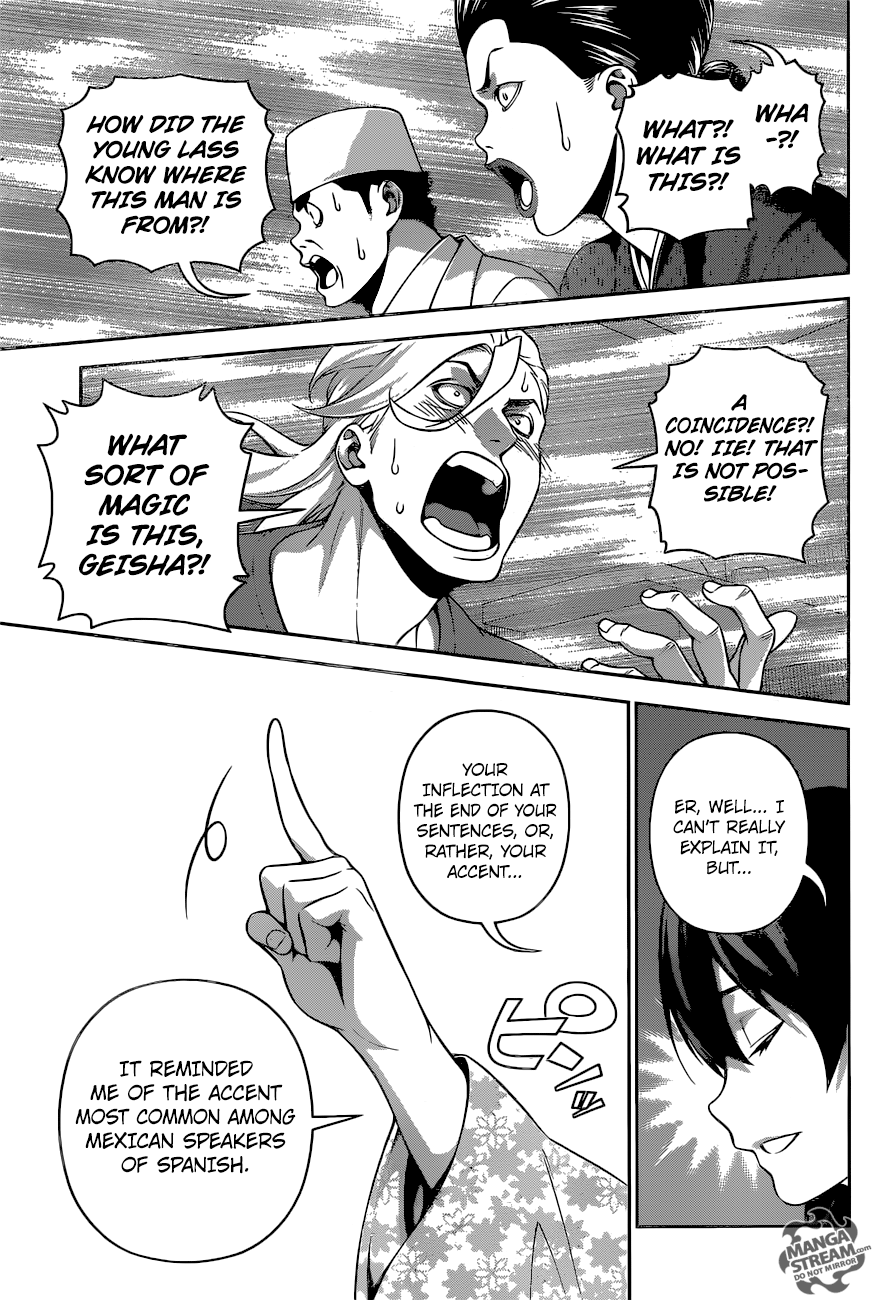 WHA
-?!
WHAT?!
WHAT IS
THIS?!
HOW DID THE
YOUNG LASS
KNOW WHERE
THIS MAN IS
FROM?!
A
COINCIDENCE?!
NO! IIE! THAT
IS NOT POS-
SIBLE!
WHAT
SORT OF
MAGIC
IS THIS,
GEISHA?!
ER, WELL... I
CAN'T REALLY
EXPLAIN IT,
BUT...
YOUR
INFLECTION AT
THE END OF YOUR
SENTENCES, OR,
RATHER, YOUR
ACCENT...
IT REMINDED
ME OF THE ACCENT
MOST COMMON AMONG
MEXICAN SPEAKERS
OF SPANISH.
MANGA
STREAM.com
DO NOT MIRROR